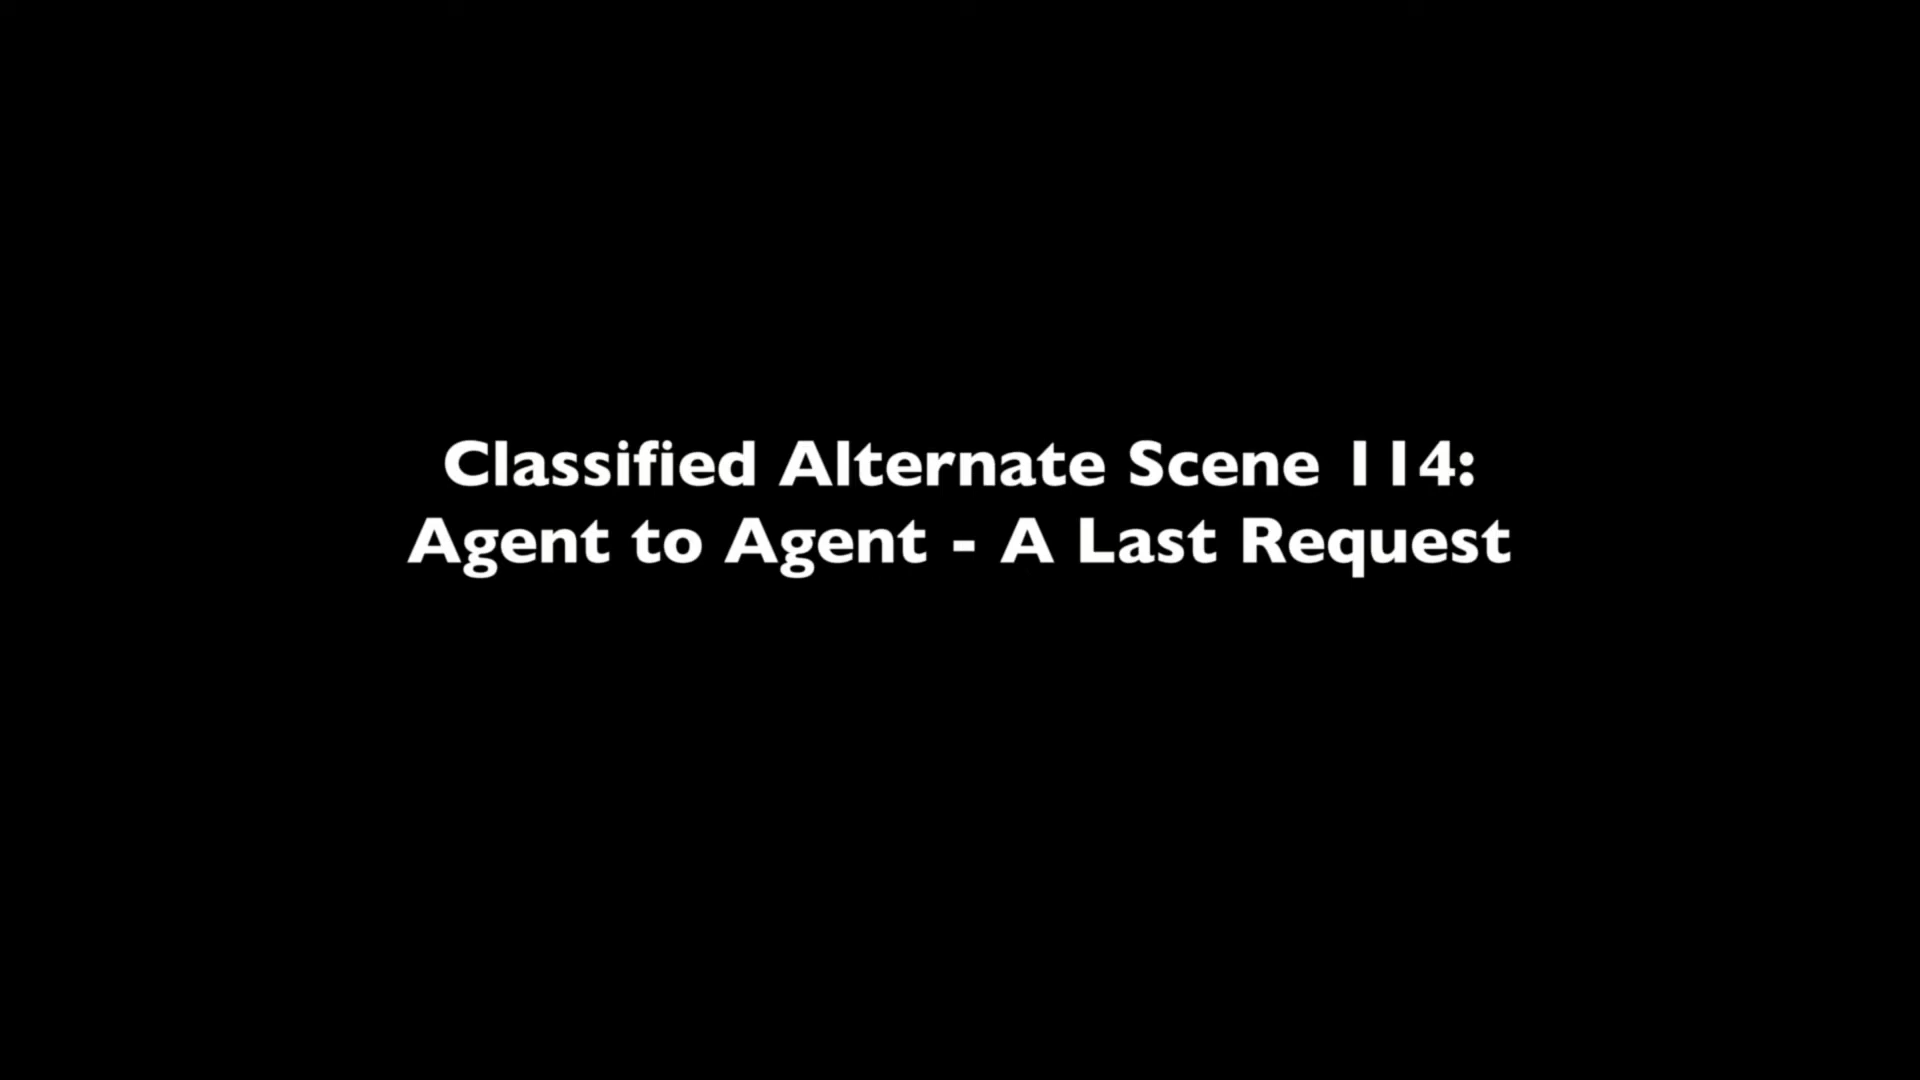 Classified Alternate Scene 114:
Agent to Agent - A Last Request